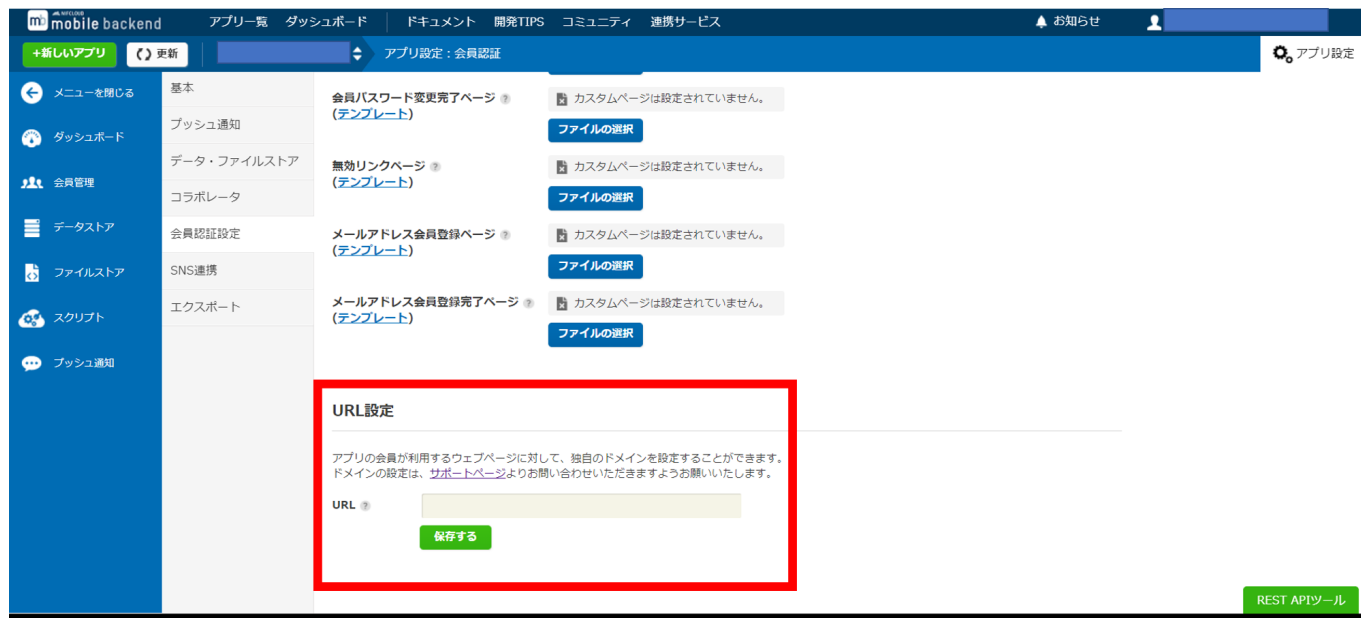 mb NIFCLOUD
mobile backend
アプリ一覧 ダッシュボード ドキュメント 開発TIPS コミュニティ 連携サービス お知らせ
+新しいアプリ 更新 アプリ設定：会員認証 アプリ設定
メニューを閉じる
ダッシュボード
会員管理
データストア
ファイルストア
スクリプト
プッシュ通知
基本
プッシュ通知
データ・ファイルストア
コラボレータ
会員認証設定
SNS連携
エクスポート
会員パスワード変更完了ページ ? カスタムページは設定されていません。
(テンプレート)
ファイルの選択
無効リンクページ ? カスタムページは設定されていません。
(テンプレート)
ファイルの選択
メールアドレス会員登録ページ ? カスタムページは設定されていません。
(テンプレート)
ファイルの選択
メールアドレス会員登録完了ページ ? カスタムページは設定されていません。
(テンプレート)
ファイルの選択
URL設定
アプリの会員が利用するウェブページに対して、独自のドメインを設定することができます。
ドメインの設定は、サポートページよりお問い合わせいただきますようお願いいたします。
URL ?
保存する
REST APIツール